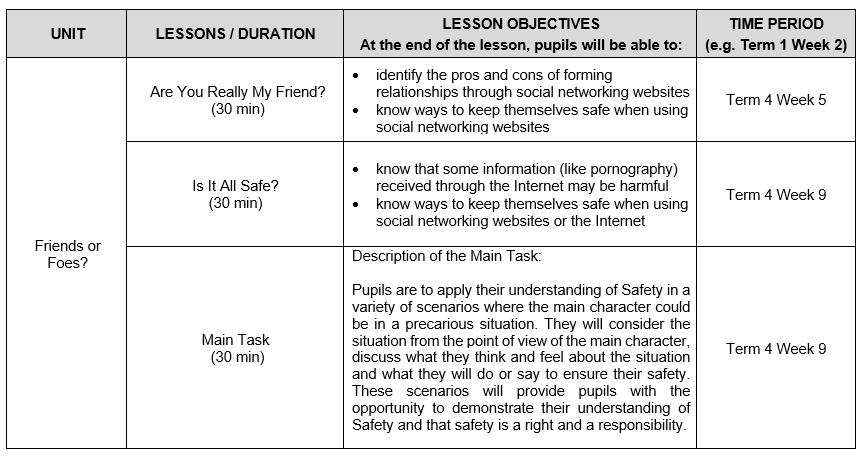 UNIT
LESSONS / DURATION
LESSON OBJECTIVES
At the end of the lesson, pupils will be able to:
TIME PERIOD
(e.g. Term 1 Week 2)
Friends or
Foes?
Are You Really My Friend?
(30 min)
• identify the pros and cons of forming
relationships through social networking websites
• know ways to keep themselves safe when using
social networking websites
Term 4 Week 5
Is It All Safe?
(30 min)
• know that some information (like pornography)
received through the Internet may be harmful
• know ways to keep themselves safe when using
social networking websites or the Internet
Term 4 Week 9
Main Task
(30 min)
Description of the Main Task:
Pupils are to apply their understanding of Safety in a
variety of scenarios where the main character could
be in a precarious situation. They will consider the
situation from the point of view of the main character,
discuss what they think and feel about the situation
and what they will do or say to ensure their safety.
These scenarios will provide pupils with the
opportunity to demonstrate their understanding of
Safety and that safety is a right and a responsibility.
Term 4 Week 9